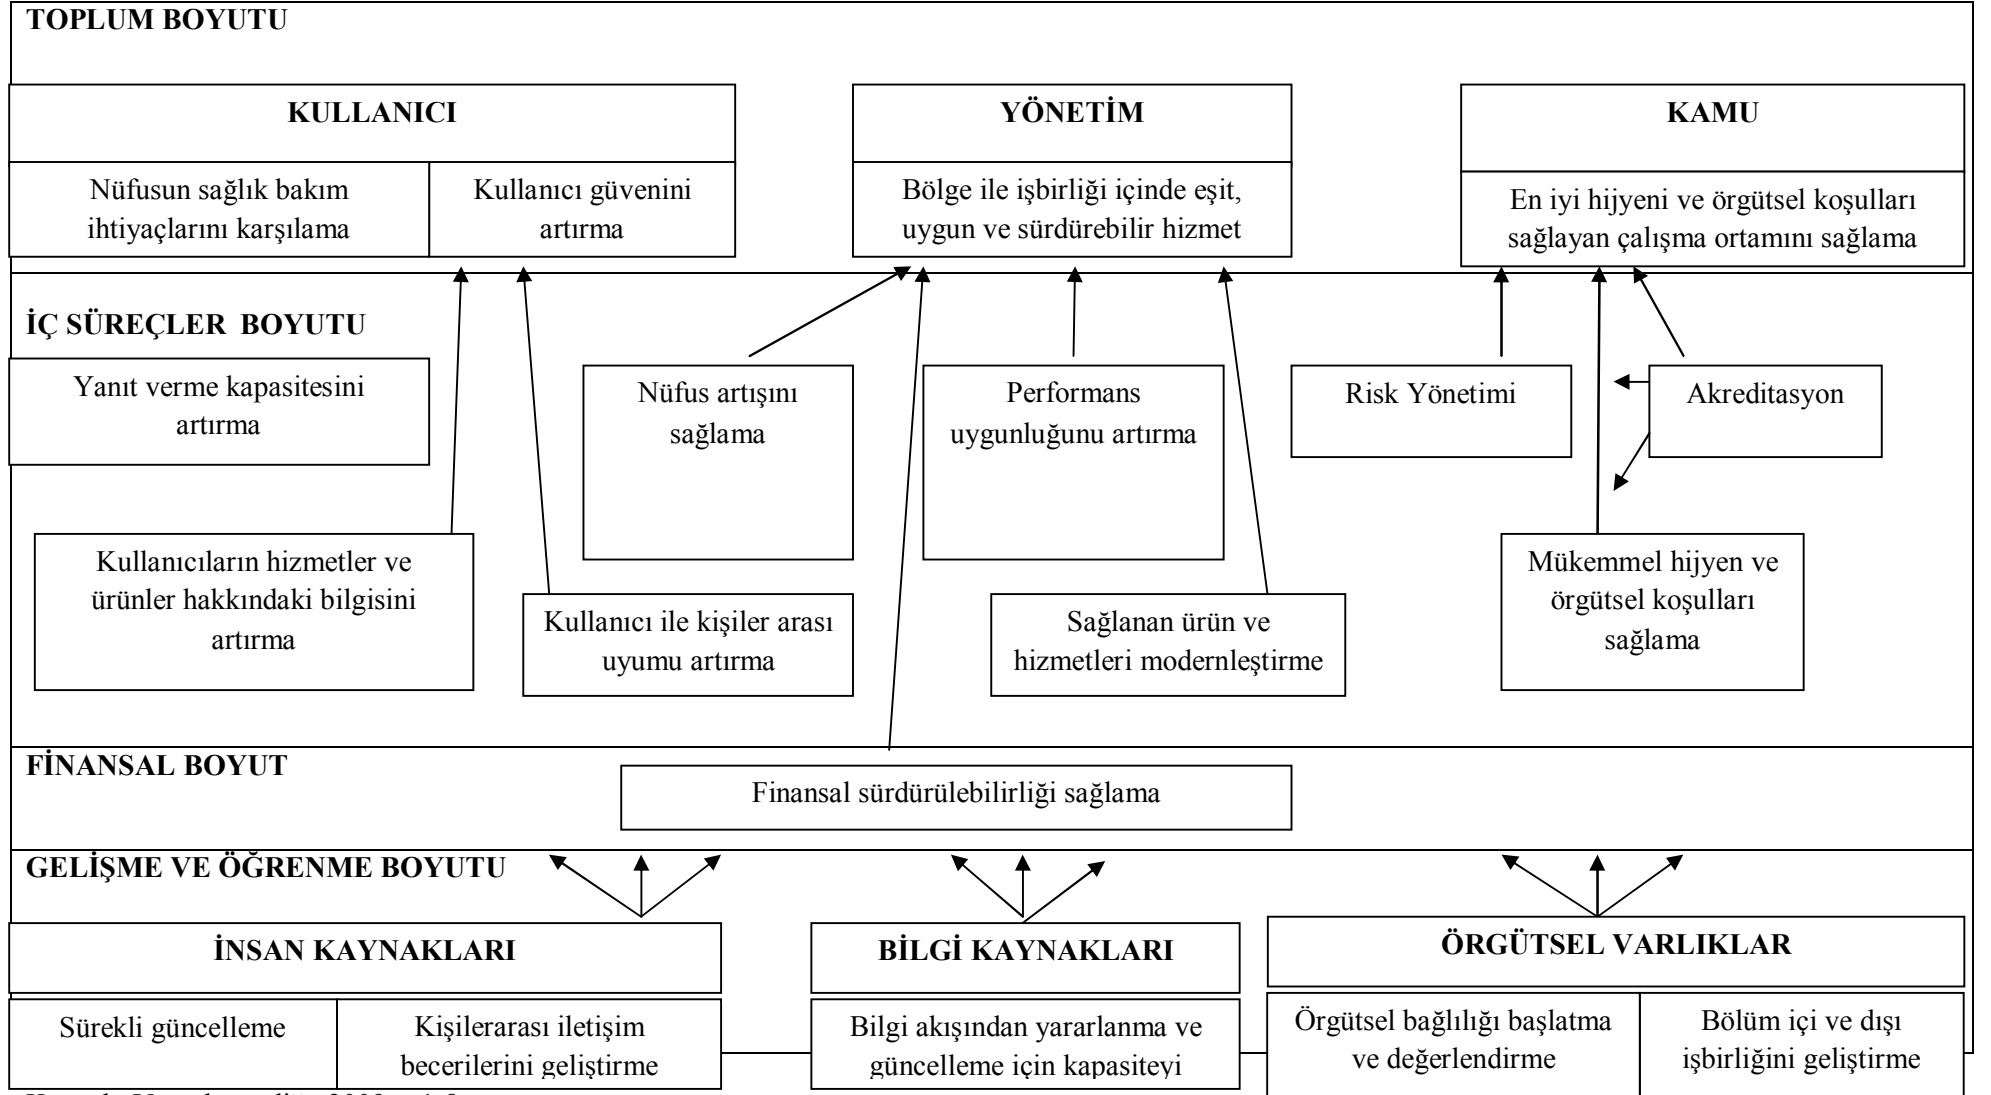 TOPLUM BOYUTU
KULLANICI
Nüfusun sağlık bakım
ihtiyaçlarını karşılama
Kullanıcı güvenini
artırma
YÖNETİM
Bölge ile işbirliği içinde eşit,
uygun ve sürdürebilir hizmet
KAMU
En iyi hijyeni ve örgütsel koşulları
sağlayan çalışma ortamını sağlama
İÇ SÜREÇLER BOYUTU
Yanıt verme kapasitesini
artırma
Nüfus artışını
sağlama
Performans
uygunluğunu artırma
Risk Yönetimi
Akreditasyon
Kullanıcıların hizmetler ve
ürünler hakkındaki bilgisini
artırma
Kullanıcı ile kişiler arası
uyumu artırma
Sağlanan ürün ve
hizmetleri modernleştirme
Mükemmel hijyen ve
örgütsel koşulları
sağlama
FİNANSAL BOYUT
Finansal sürdürülebilirliği sağlama
GELİŞME VE ÖĞRENME BOYUTU
İNSAN KAYNAKLARI
Sürekli güncelleme
Kişilerarası iletişim
becerilerini geliştirme
BİLGİ KAYNAKLARI
Bilgi akışından yararlanma ve
güncelleme için kapasiteyi
ÖRGÜTSEL VARLIKLAR
Örgütsel bağlılığı başlatma
ve değerlendirme
Bölüm içi ve dışı
işbirliğini geliştirme